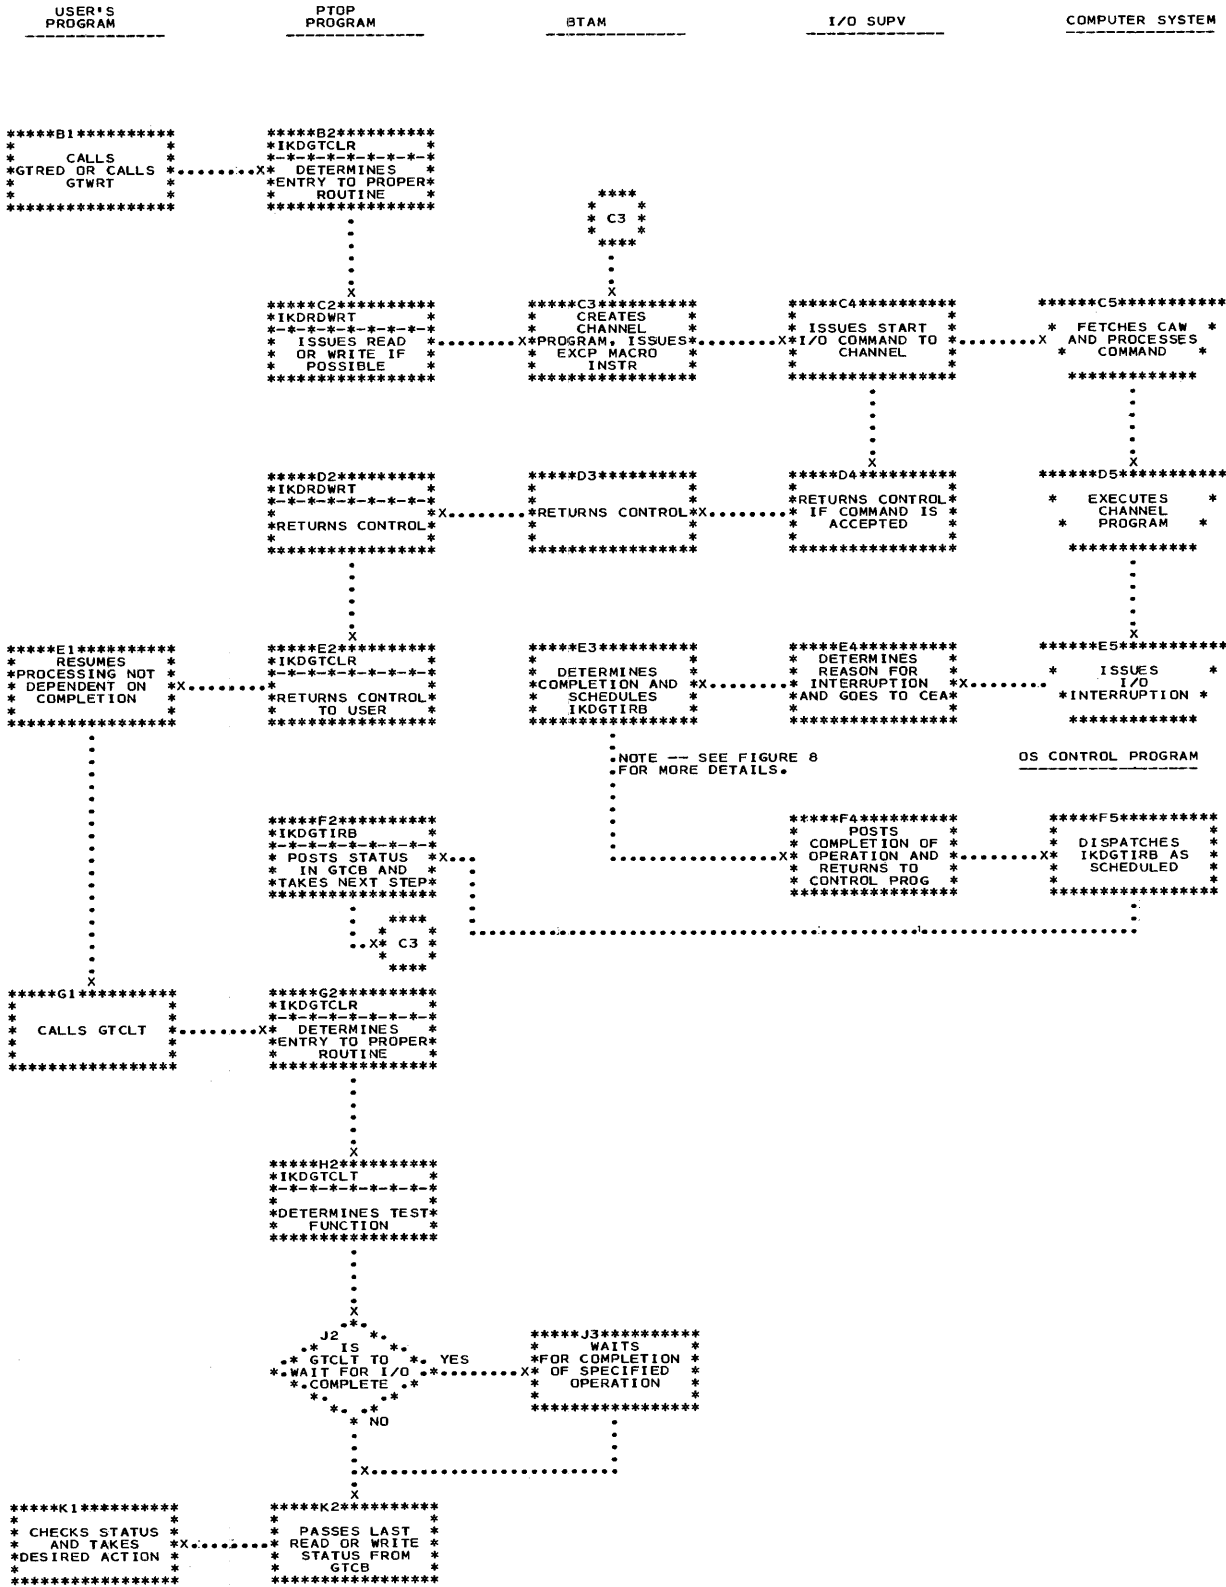 USER'S PROGRAM
PTOP PROGRAM
BTAM
I/O SUPV
COMPUTER SYSTEM
B1
CALLS
GTRED OR CALLS
GTWRT
B2
IKDGTCLR
DETERMINES
ENTRY TO PROPER
ROUTINE
C3
C2
IKDRDWRT
ISSUES READ
OR WRITE IF
POSSIBLE
C3
CREATES
CHANNEL
PROGRAM, ISSUES
EXCP MACRO
INSTR
C4
ISSUES START
I/O COMMAND TO
CHANNEL
C5
FETCHES CAW
AND PROCESSES
COMMAND
D2
IKDRDWRT
RETURNS CONTROL
D3
RETURNS CONTROL
D4
RETURNS CONTROL
IF COMMAND IS
ACCEPTED
D5
EXECUTES
CHANNEL
PROGRAM
E1
RESUMES
PROCESSING NOT
DEPENDENT ON
COMPLETION
E2
IKDGTCLR
RETURNS CONTROL
TO USER
E3
DETERMINES
COMPLETION AND
SCHEDULES
IKDGTIRB
E4
DETERMINES
REASON FOR
INTERRUPTION
AND GOES TO CEA
E5
ISSUES
I/O
INTERRUPTION
NOTE -- SEE FIGURE 8
FOR MORE DETAILS.
OS CONTROL PROGRAM
F2
IKDGTIRB
POSTS STATUS
IN GTCB AND
TAKES NEXT STEP
F4
POSTS
COMPLETION OF
OPERATION AND
RETURNS TO
CONTROL PROG
F5
DISPATCHES
IKDGTIRB AS
SCHEDULED
C3
G1
CALLS GTCLT
G2
IKDGTCLR
DETERMINES
ENTRY TO PROPER
ROUTINE
H2
IKDGTCLT
DETERMINES TEST
FUNCTION
J2
IS
GTCLT TO
WAIT FOR I/O
COMPLETE
YES
NO
J3
WAITS
FOR COMPLETION
OF SPECIFIED
OPERATION
K1
CHECKS STATUS
AND TAKES
DESIRED ACTION
K2
PASSES LAST
READ OR WRITE
STATUS FROM
GTCB